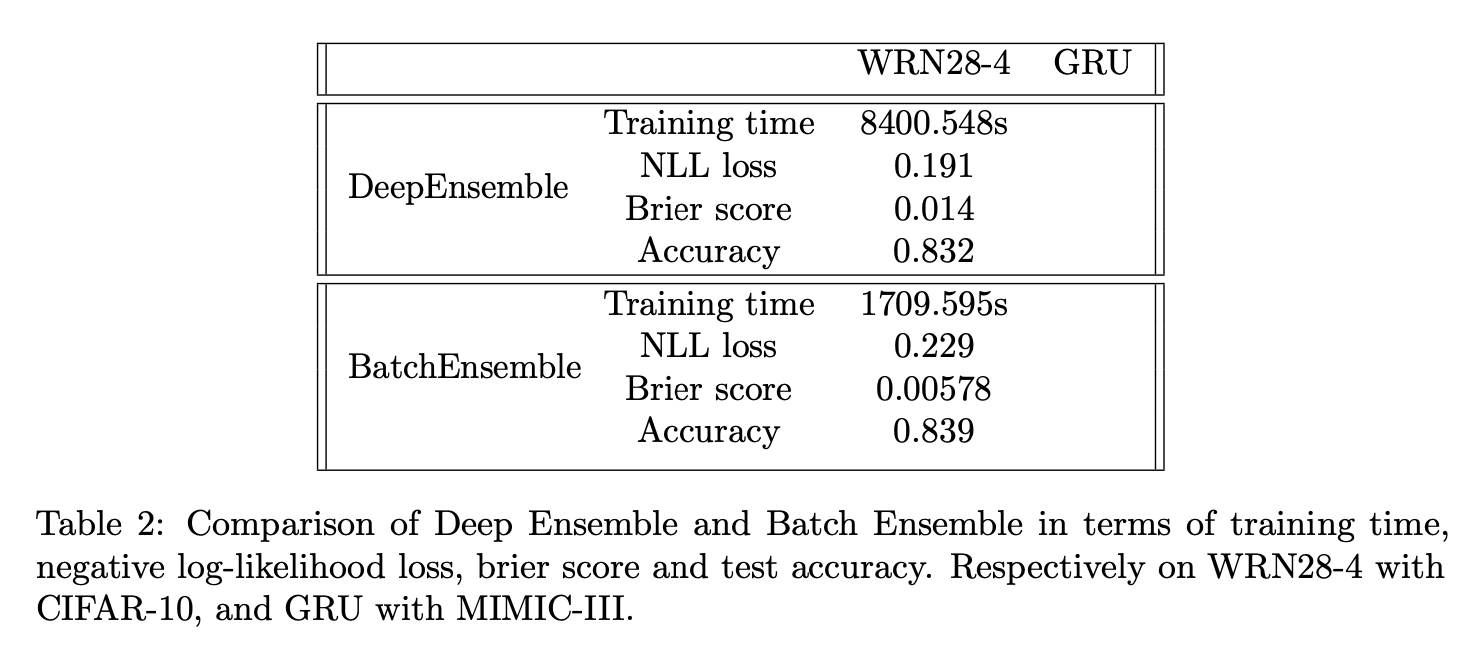 WRN28-4 GRU
Training time 8400.548s
NLL loss 0.191
DeepEnsemble
Brier score 0.014
Accuracy 0.832
Training time 1709.595s
NLL loss 0.229
BatchEnsemble
Brier score 0.00578
Accuracy 0.839
Table 2: Comparison of Deep Ensemble and Batch Ensemble in terms of training time,
negative log-likelihood loss, brier score and test accuracy. Respectively on WRN28-4 with
CIFAR-10, and GRU with MIMIC-III.